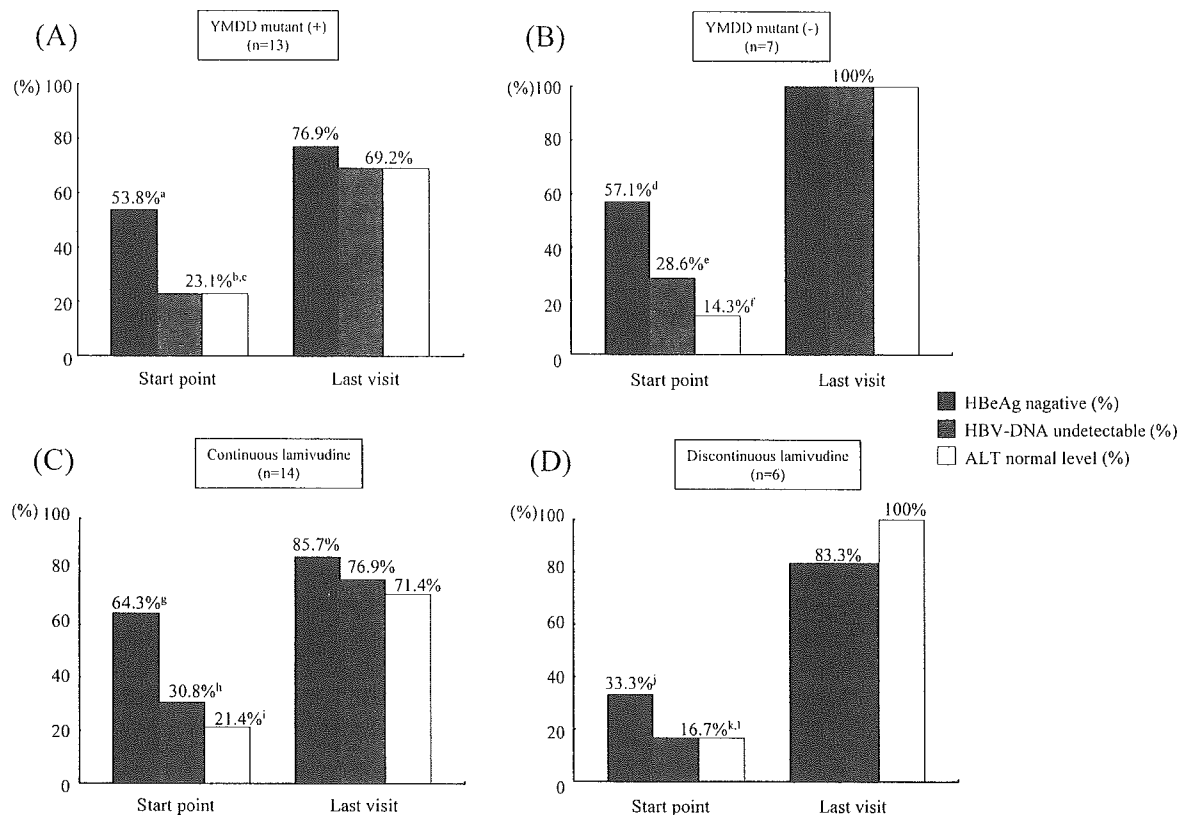 (A)
YMDD mutant (+)
(n=13)
(%) 100
80
60
40
20
0
53.8%ᵃ
23.1%ᵇ,ᶜ
76.9%
69.2%
Start point
Last visit
(B)
YMDD mutant (-)
(n=7)
(%) 100
80
60
40
20
0
57.1%ᵈ
28.6%ᵉ
14.3%ᶠ
100%
Start point
Last visit
HBeAg nagative (%)
HBV-DNA undetectable (%)
ALT normal level (%)
(C)
Continuous lamivudine
(n=14)
(%) 100
80
60
40
20
0
64.3%ᵍ
30.8%ʰ
21.4%ⁱ
85.7%
76.9%
71.4%
Start point
Last visit
(D)
Discontinuous lamivudine
(n=6)
(%) 100
80
60
40
20
0
33.3%ʲ
16.7%ᵏ,ˡ
83.3%
100%
Start point
Last visit